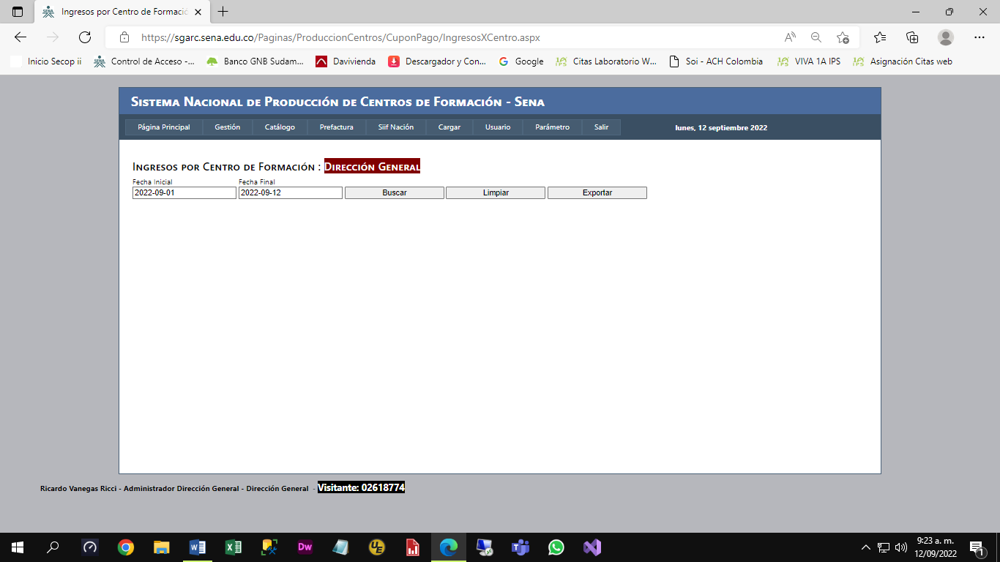 Ingresos por Centro de Formació
https://sgarc.sena.edu.co/Paginas/ProduccionCentros/CuponPago/IngresosXCentro.aspx
Inicio Secop ii Control de Acceso -... Banco GNB Sudam... Davivienda Descargador y Con... Google Citas Laboratorio W... Soi - ACH Colombia VIVA 1A IPS Asignación Citas web
Sistema Nacional de Producción de Centros de Formación - Sena
Página Principal Gestión Catálogo Prefactura Siif Nación Cargar Usuario Parámetro Salir lunes, 12 septiembre 2022
Ingresos por Centro de Formación : Dirección General
Fecha Inicial Fecha Final
2022-09-01 2022-09-12 Buscar Limpiar Exportar
Ricardo Vanegas Ricci - Administrador Dirección General - Dirección General - Visitante: 02618774
9:23 a. m.
12/09/2022